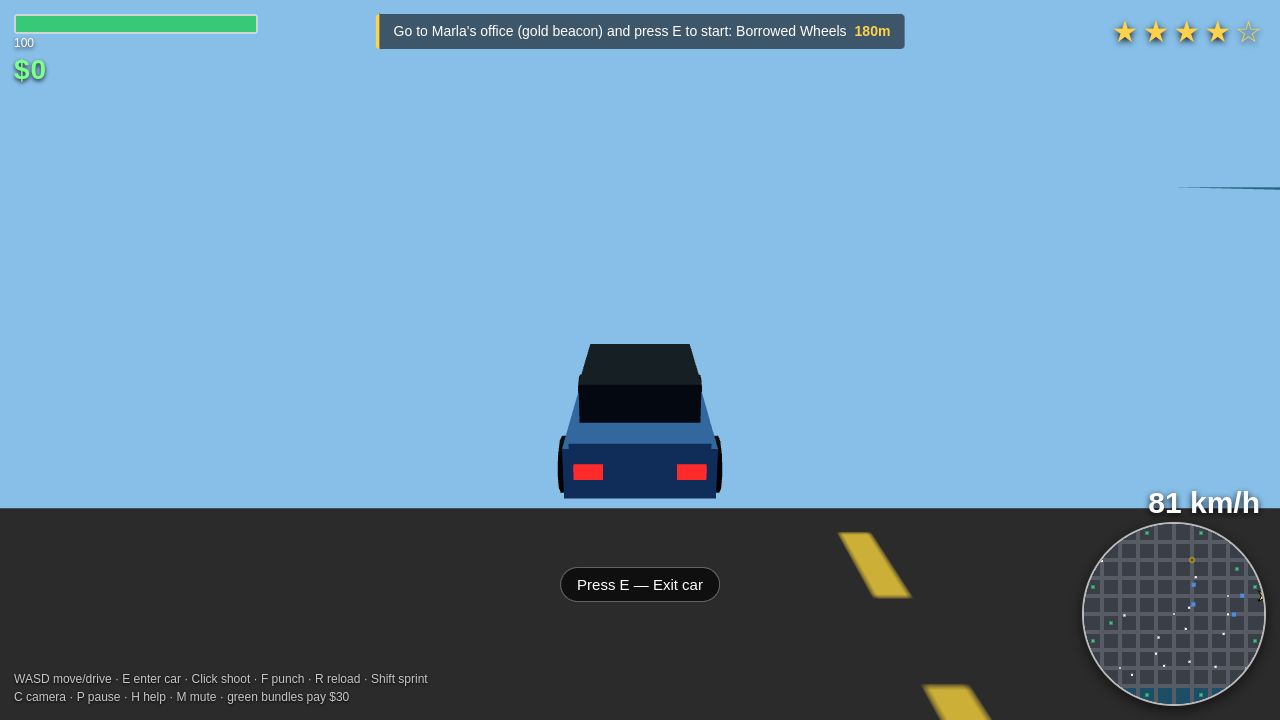 100
$0
Go to Marla's office (gold beacon) and press E to start: Borrowed Wheels 180m
★ ★ ★ ★ ☆
81 km/h
Press E — Exit car
WASD move/drive · E enter car · Click shoot · F punch · R reload · Shift sprint
C camera · P pause · H help · M mute · green bundles pay $30